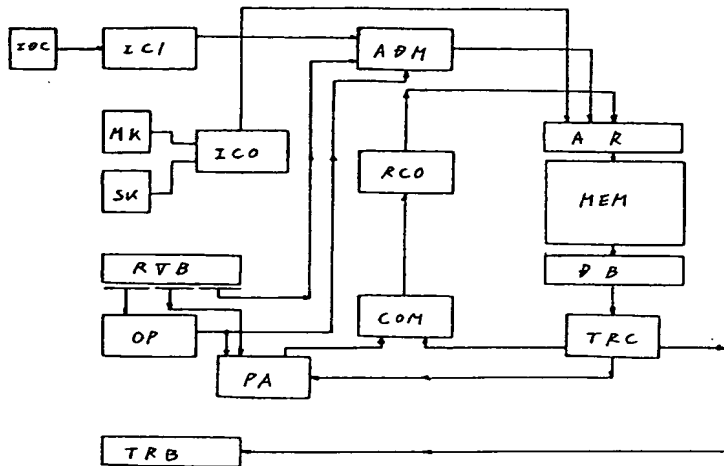 IOC
ICI
ADM
MK
ICO
SK
A R
RCO
MEM
RVB
D B
COM
OP
TRC
PA
TRB